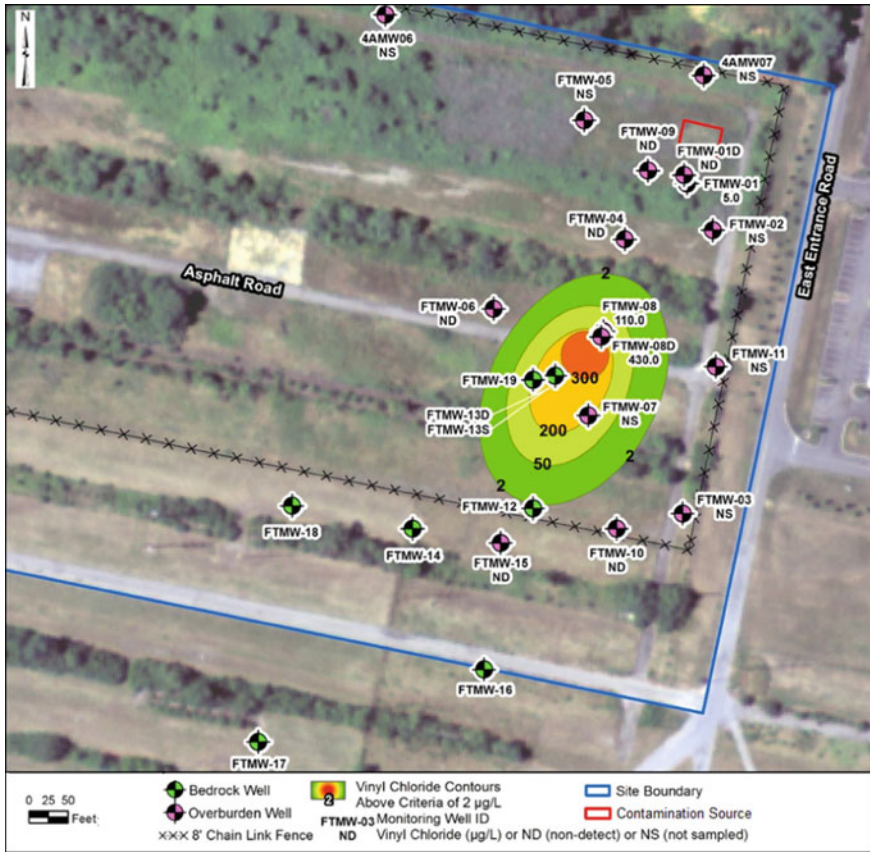 N
4AMW06
NS
4AMW07
NS
FTMW-05
NS
FTMW-09
ND
FTMW-01D
ND
FTMW-01
5.0
FTMW-02
NS
FTMW-04
ND
East Entrance Road
Asphalt Road
2
FTMW-06
ND
FTMW-08
110.0
FTMW-08D
430.0
FTMW-11
NS
FTMW-19
300
FTMW-13D
FTMW-13S
FTMW-07
NS
200
50
2
2
FTMW-12
FTMW-03
NS
FTMW-18
FTMW-14
FTMW-15
ND
FTMW-10
ND
FTMW-16
FTMW-17
0 25 50
Feet
Bedrock Well
Overburden Well
8' Chain Link Fence
2
Vinyl Chloride Contours
Above Criteria of 2 µg/L
FTMW-03 Monitoring Well ID
ND Vinyl Chloride (µg/L) or ND (non-detect) or NS (not sampled)
Site Boundary
Contamination Source